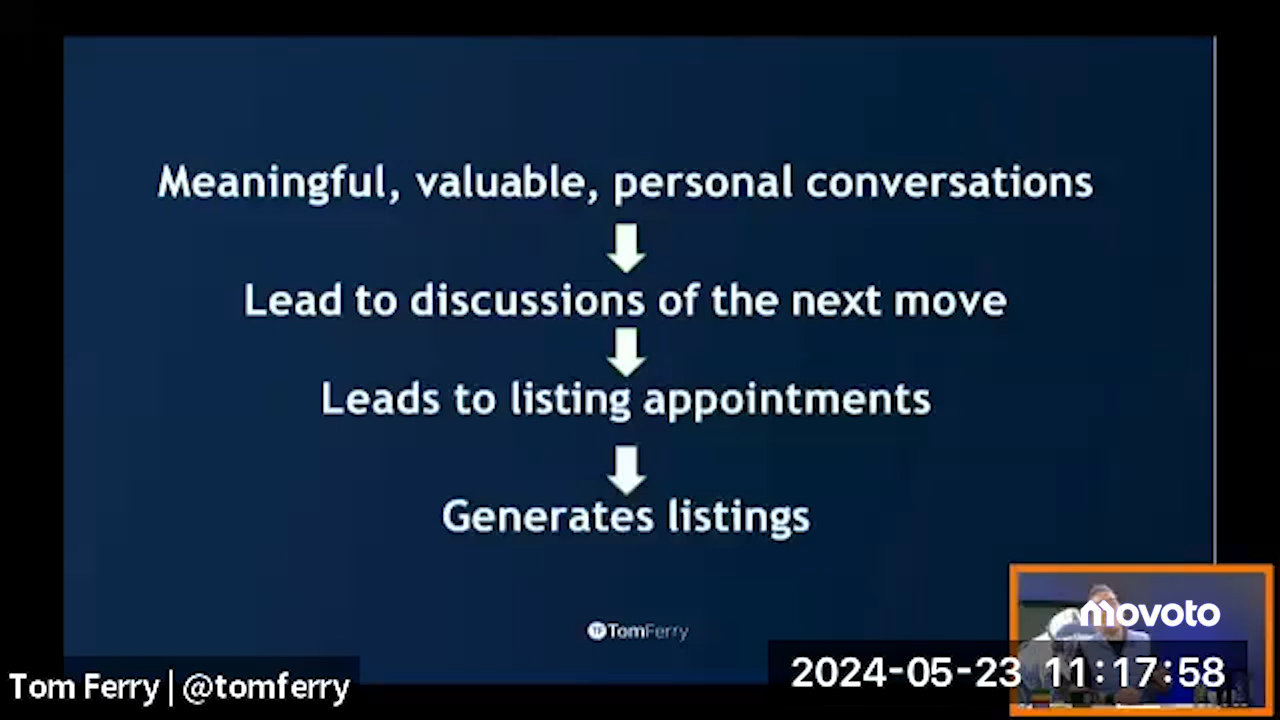 Meaningful, valuable, personal conversations
Lead to discussions of the next move
Leads to listing appointments
Generates listings
TF TomFerry
movoto
2024-05-23 11:17:58
Tom Ferry | @tomferry